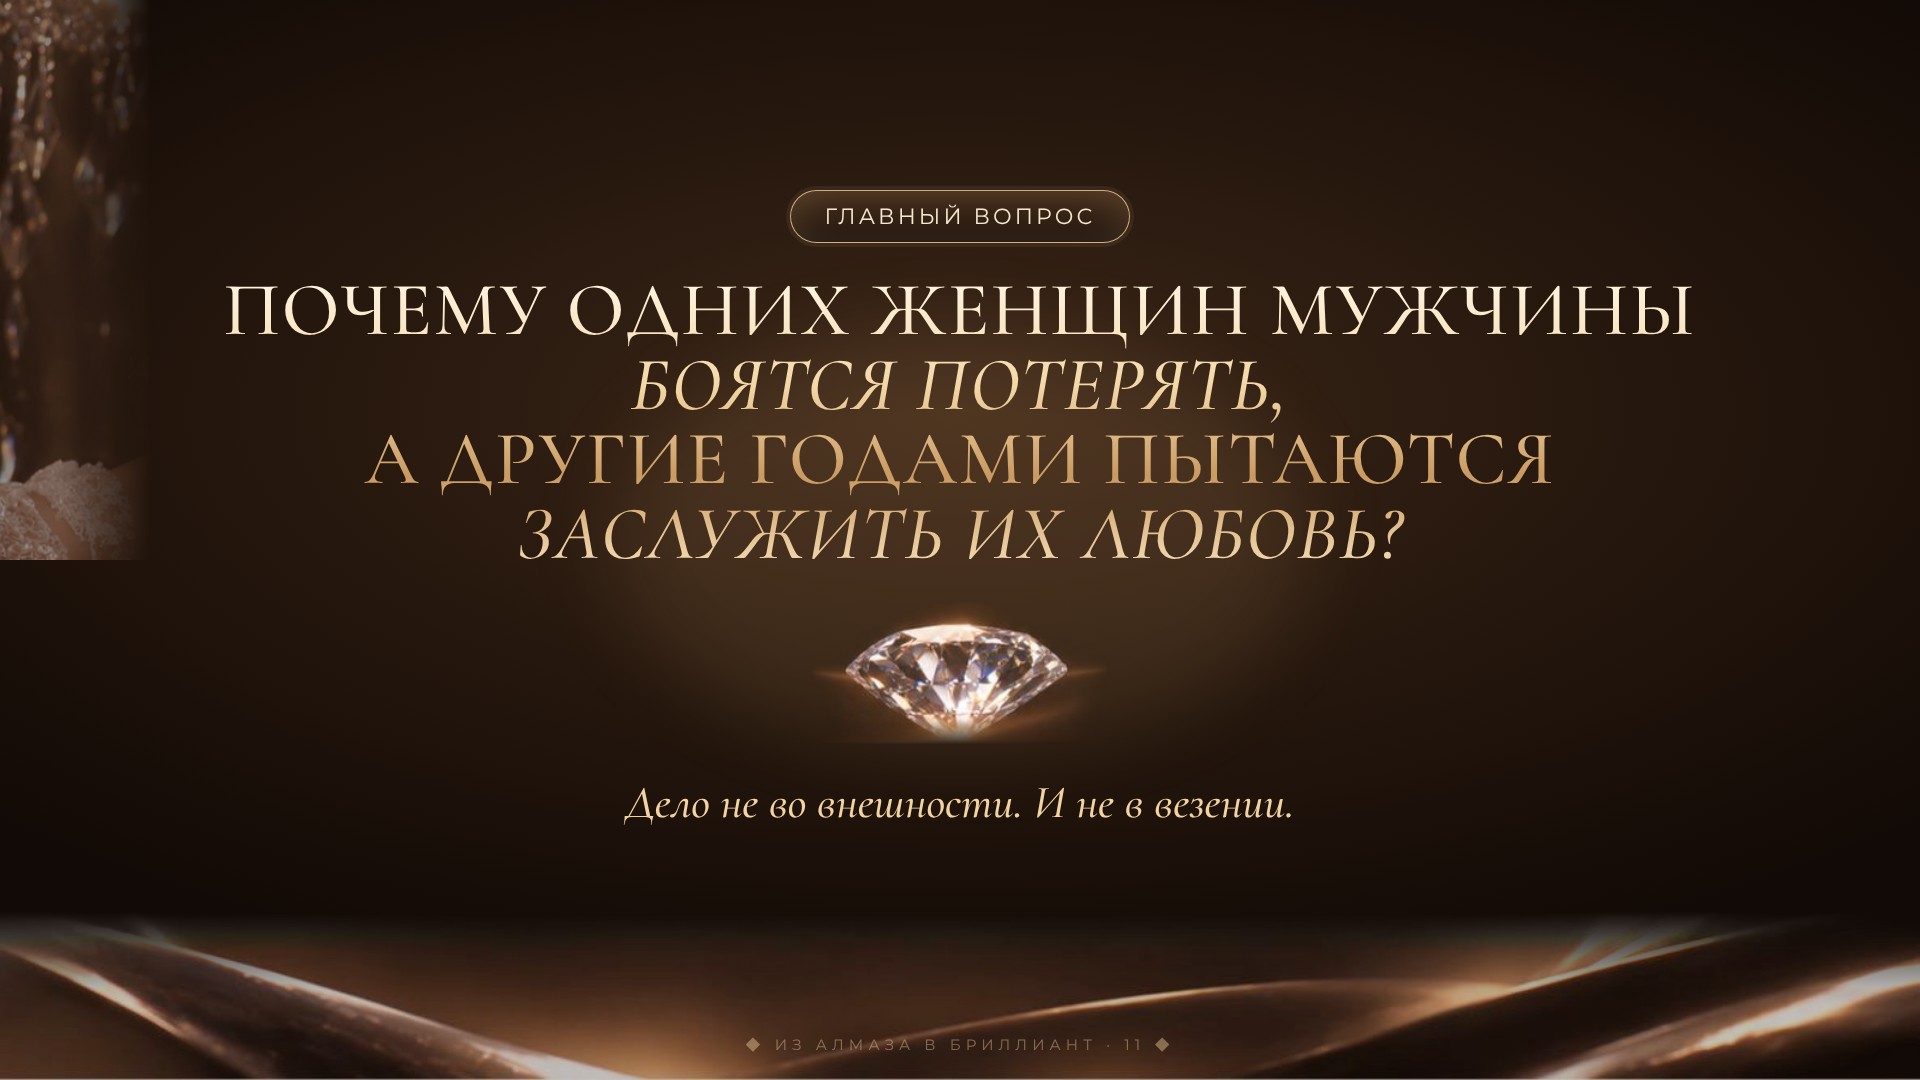 ГЛАВНЫЙ ВОПРОС
ПОЧЕМУ ОДНИХ ЖЕНЩИН МУЖЧИНЫ
БОЯТСЯ ПОТЕРЯТЬ,
А ДРУГИЕ ГОДАМИ ПЫТАЮТСЯ
ЗАСЛУЖИТЬ ИХ ЛЮБОВЬ?
Дело не во внешности. И не в везении.
◆ ИЗ АЛМАЗА В БРИЛЛИАНТ · 11 ◆